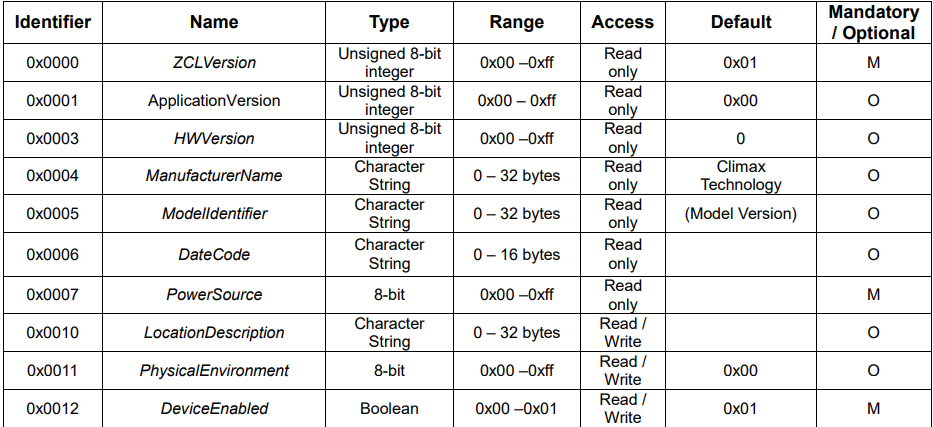 Identifier Name Type Range Access Default Mandatory / Optional
0x0000 ZCLVersion Unsigned 8-bit integer 0x00 –0xff Read only 0x01 M
0x0001 ApplicationVersion Unsigned 8-bit integer 0x00 – 0xff Read only 0x00 O
0x0003 HWVersion Unsigned 8-bit integer 0x00 –0xff Read only 0 O
0x0004 ManufacturerName Character String 0 – 32 bytes Read only Climax Technology O
0x0005 ModelIdentifier Character String 0 – 32 bytes Read only (Model Version) O
0x0006 DateCode Character String 0 – 16 bytes Read only O
0x0007 PowerSource 8-bit 0x00 –0xff Read only M
0x0010 LocationDescription Character String 0 – 32 bytes Read / Write O
0x0011 PhysicalEnvironment 8-bit 0x00 –0xff Read / Write 0x00 O
0x0012 DeviceEnabled Boolean 0x00 –0x01 Read / Write 0x01 M